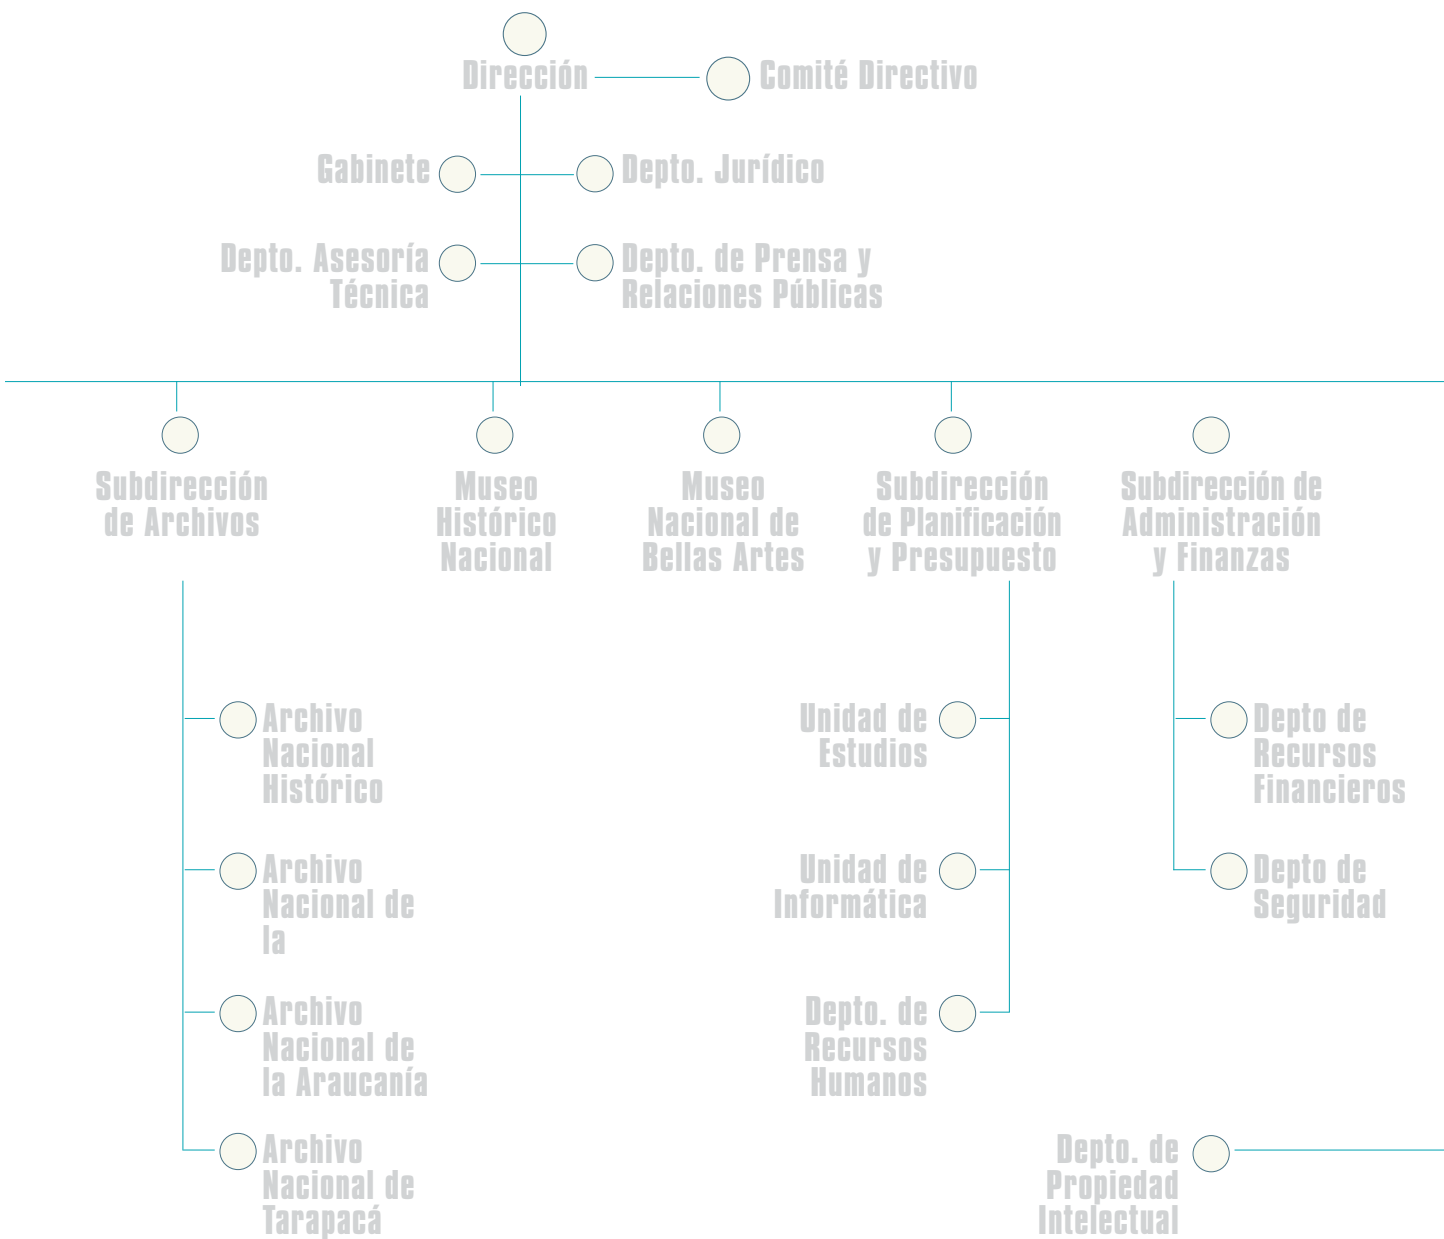 Dirección
Comité Directivo
Gabinete
Depto. Jurídico
Depto. Asesoría
Técnica
Depto. de Prensa y
Relaciones Públicas
Subdirección
de Archivos
Museo
Histórico
Nacional
Museo
Nacional de
Bellas Artes
Subdirección
de Planificación
y Presupuesto
Subdirección de
Administración
y Finanzas
Archivo
Nacional
Histórico
Archivo
Nacional de
la
Archivo
Nacional de
la Araucanía
Archivo
Nacional de
Tarapacá
Unidad de
Estudios
Unidad de
Informática
Depto. de
Recursos
Humanos
Depto de
Recursos
Financieros
Depto de
Seguridad
Depto. de
Propiedad
Intelectual